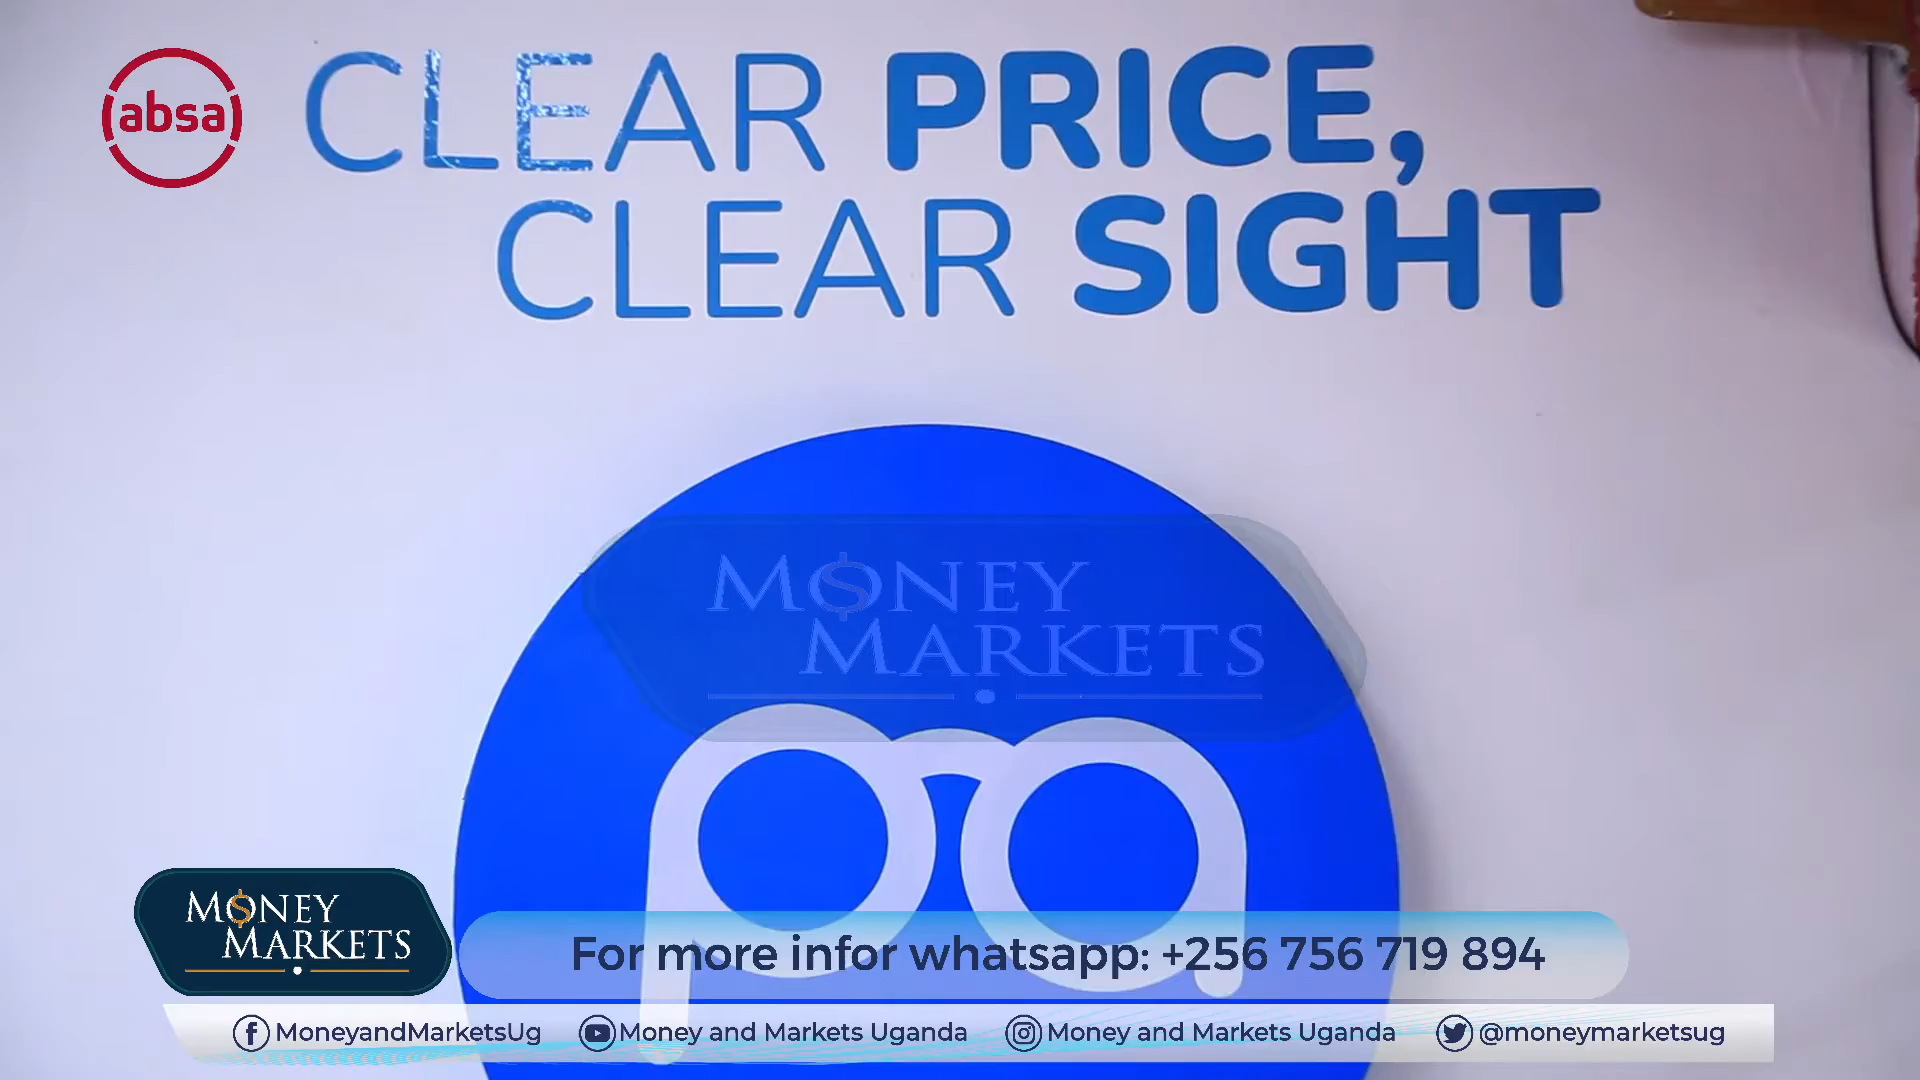 absa
CLEAR PRICE,
CLEAR SIGHT
MONEY
MARKETS
MONEY
MARKETS
For more infor whatsapp: +256 756 719 894
MoneyandMarketsUg
Money and Markets Uganda
Money and Markets Uganda
@moneymarketsug